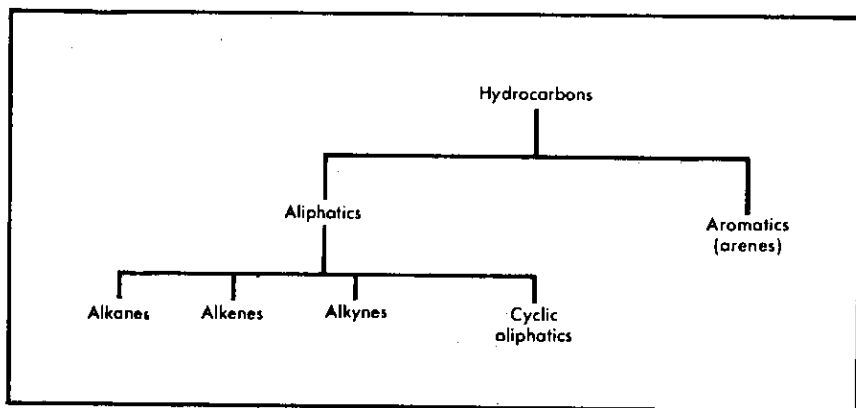 Hydrocarbons
Aliphatics
Aromatics
(arenes)
Alkanes
Alkenes
Alkynes
Cyclic
aliphatics